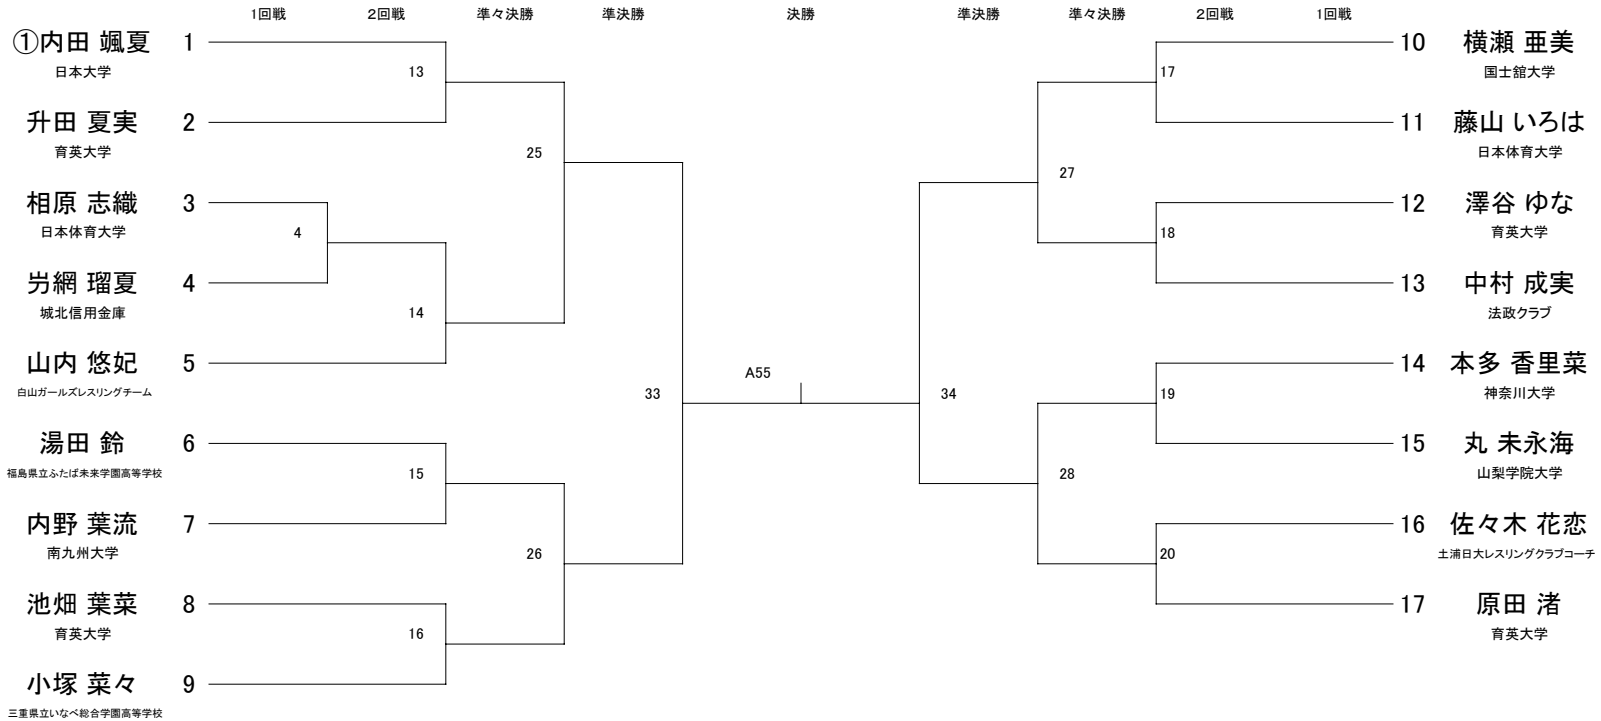 1回戦 2回戦 準々決勝 準決勝 決勝 準決勝 準々決勝 2回戦 1回戦
①内田 颯夏 1
日本大学
13
升田 夏実 2
育英大学
25
相原 志織 3
日本体育大学
4
屶網 瑠夏 4
城北信用金庫
14
山内 悠妃 5
白山ガールズレスリングチーム
33
湯田 鈴 6
福島県立ふたば未来学園高等学校
15
内野 葉流 7
南九州大学
26
池畑 葉菜 8
育英大学
16
小塚 菜々 9
三重県立いなべ総合学園高等学校
A55
34
10 横瀬 亜美
国士舘大学
17
11 藤山 いろは
日本体育大学
27
12 澤谷 ゆな
育英大学
18
13 中村 成実
法政クラブ
14 本多 香里菜
神奈川大学
19
15 丸 未永海
山梨学院大学
28
16 佐々木 花恋
土浦日大レスリングクラブコーチ
20
17 原田 渚
育英大学